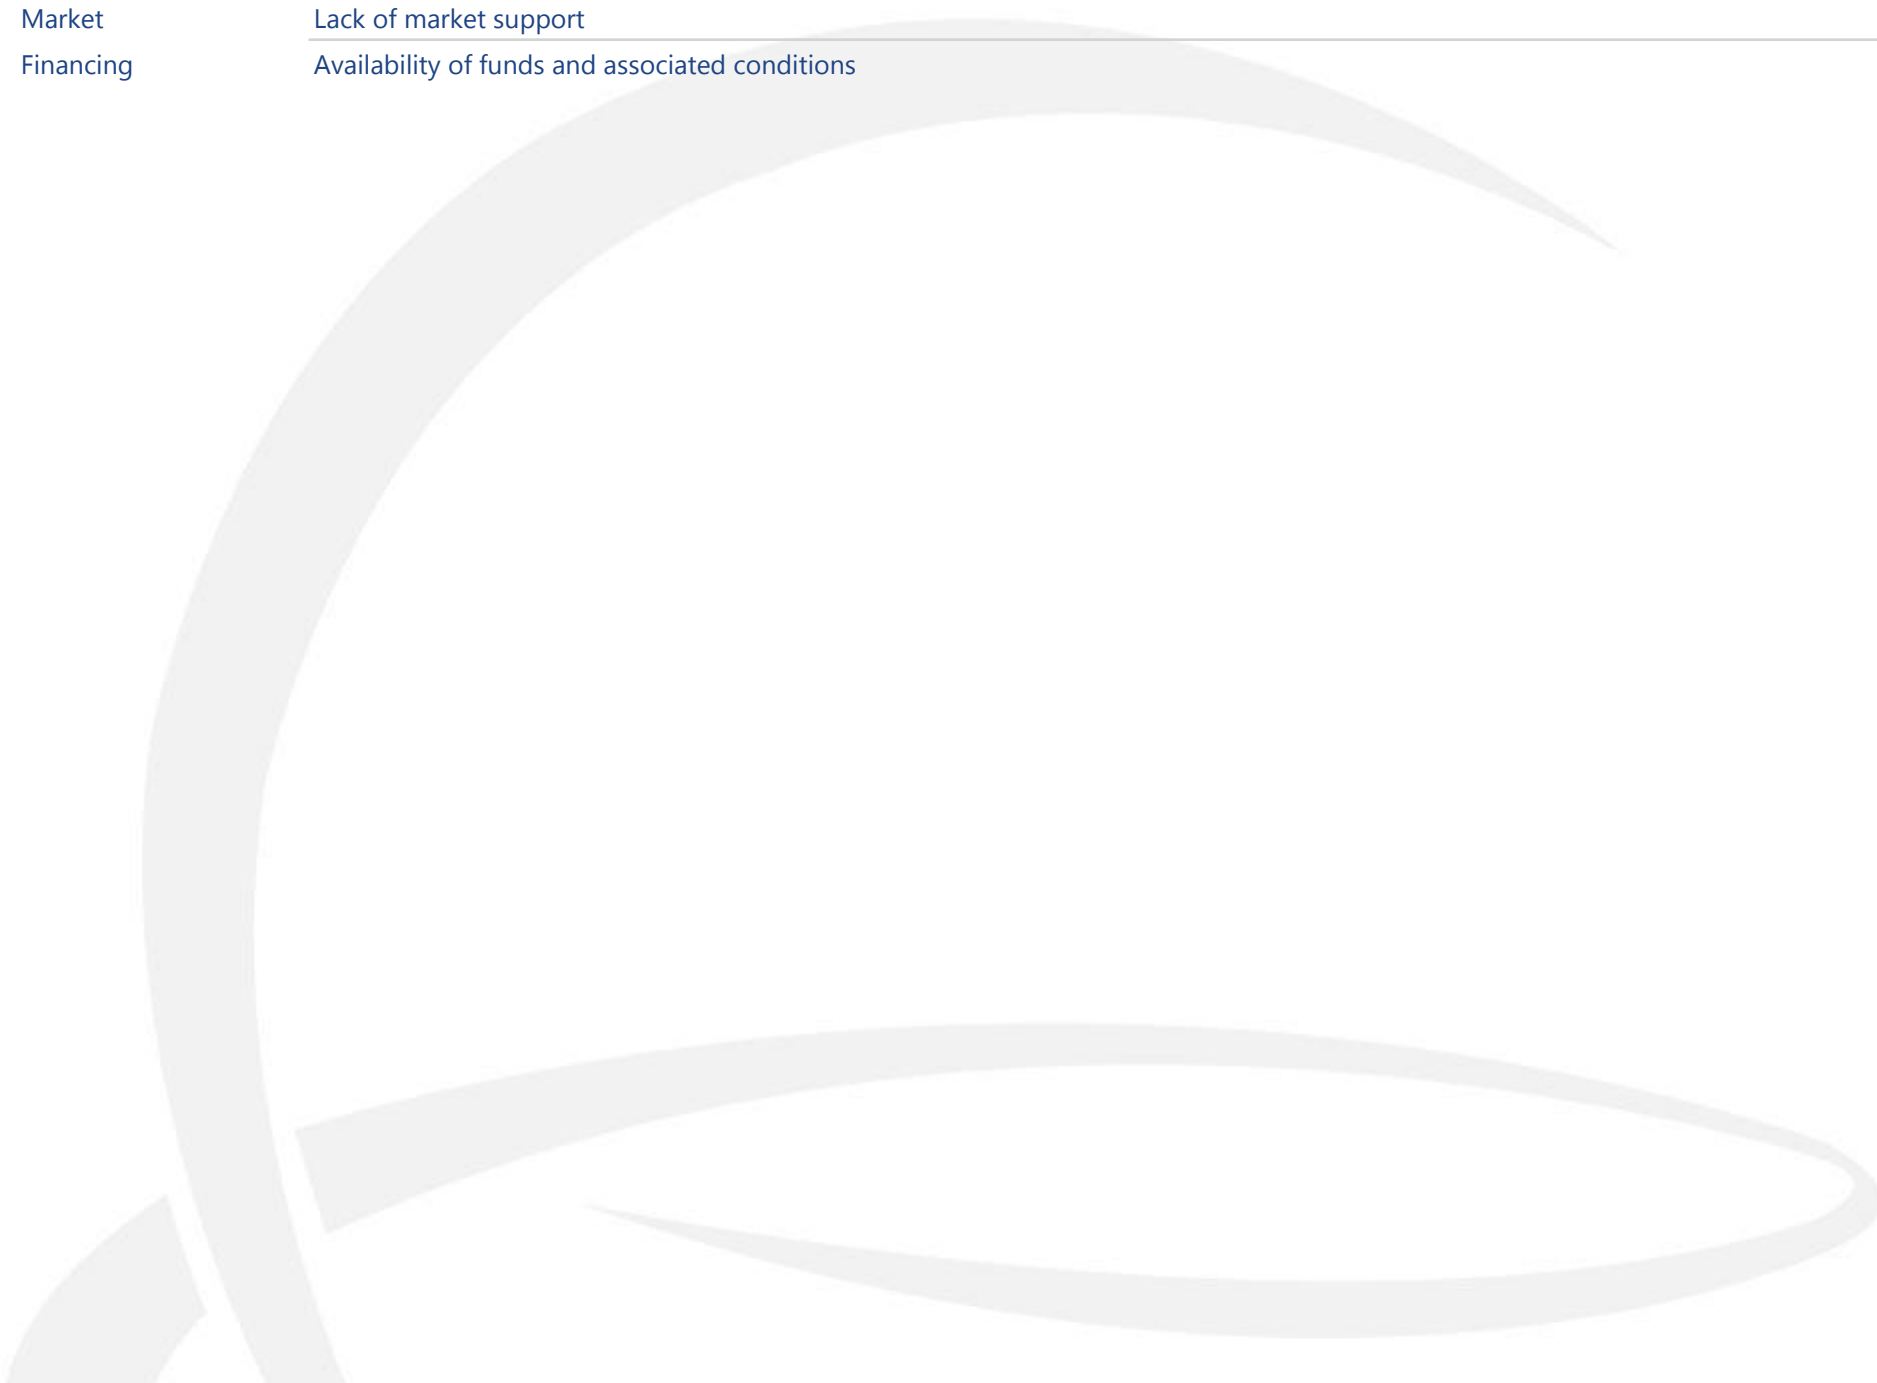 Market Lack of market support
Financing Availability of funds and associated conditions